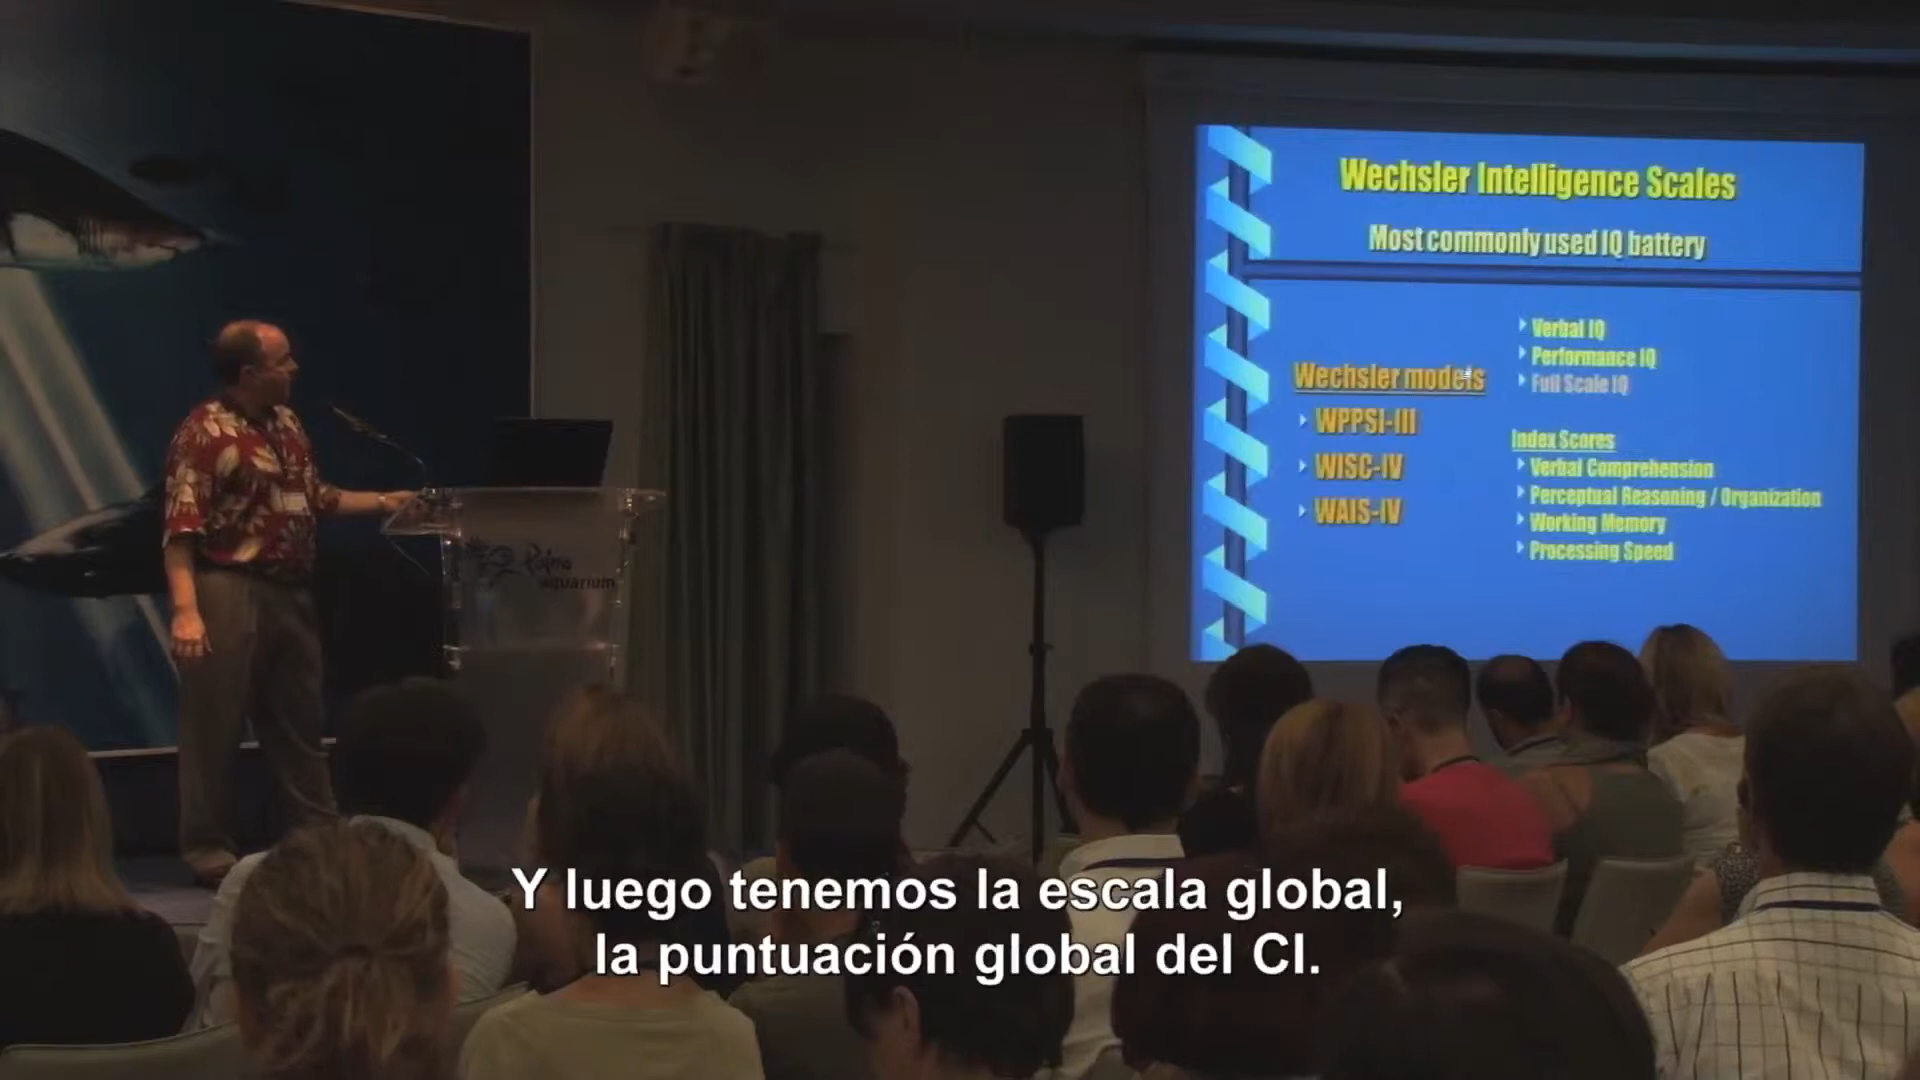 Wechsler Intelligence Scales
Most commonly used IQ battery
Wechsler models
WPPSI-III
WISC-IV
WAIS-IV
Verbal IQ
Performance IQ
Full Scale IQ
Index Scores
Verbal Comprehension
Perceptual Reasoning / Organization
Working Memory
Processing Speed
Palma
aquarium
Y luego tenemos la escala global,
la puntuación global del CI.